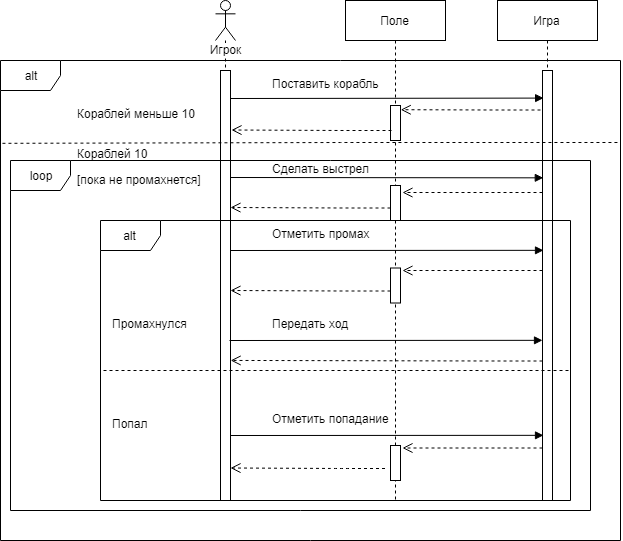 Игрок
Поле
Игра
alt
Поставить корабль
Кораблей меньше 10
Кораблей 10
loop
[пока не промахнется]
Сделать выстрел
alt
Отметить промах
Промахнулся
Передать ход
Попал
Отметить попадание